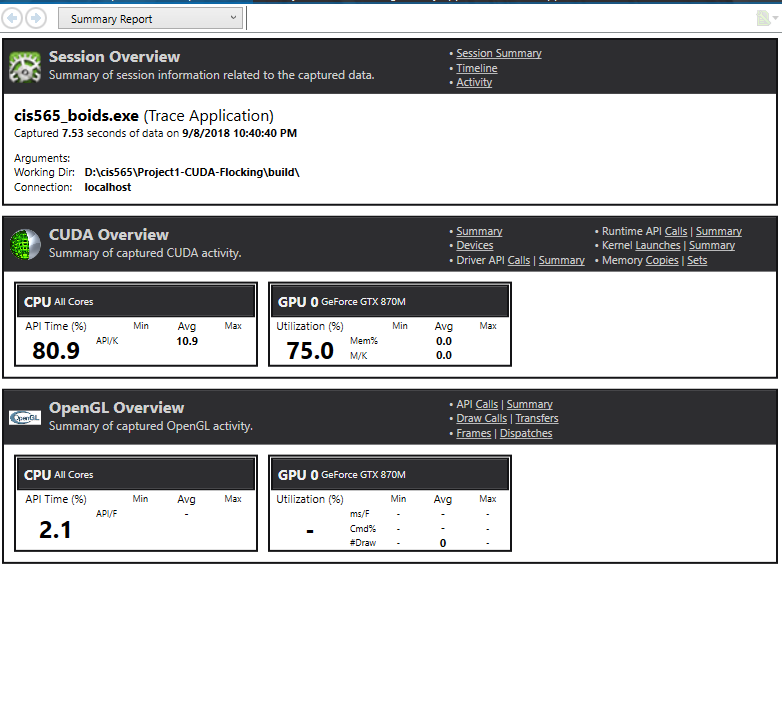 Summary Report
Session Overview
Summary of session information related to the captured data.
• Session Summary
• Timeline
• Activity
cis565_boids.exe (Trace Application)
Captured 7.53 seconds of data on 9/8/2018 10:40:40 PM
Arguments:
Working Dir: D:\cis565\Project1-CUDA-Flocking\build\
Connection: localhost
CUDA Overview
Summary of captured CUDA activity.
• Summary
• Devices
• Driver API Calls | Summary
• Runtime API Calls | Summary
• Kernel Launches | Summary
• Memory Copies | Sets
CPU All Cores
API Time (%) Min Avg Max
80.9 API/K 10.9
GPU 0 GeForce GTX 870M
Utilization (%) Min Avg Max
75.0
Mem% 0.0
M/K 0.0
OpenGL
OpenGL Overview
Summary of captured OpenGL activity.
• API Calls | Summary
• Draw Calls | Transfers
• Frames | Dispatches
CPU All Cores
API Time (%) Min Avg Max
API/F -
2.1
GPU 0 GeForce GTX 870M
Utilization (%) Min Avg Max
-
ms/F - - -
Cmd% - - -
#Draw - 0 -